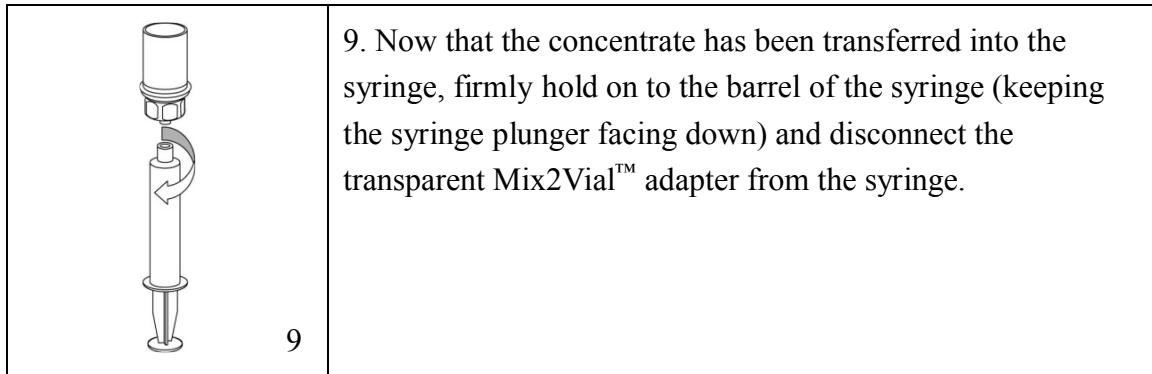 9. Now that the concentrate has been transferred into the
syringe, firmly hold on to the barrel of the syringe (keeping
the syringe plunger facing down) and disconnect the
transparent Mix2Vial™ adapter from the syringe.
9